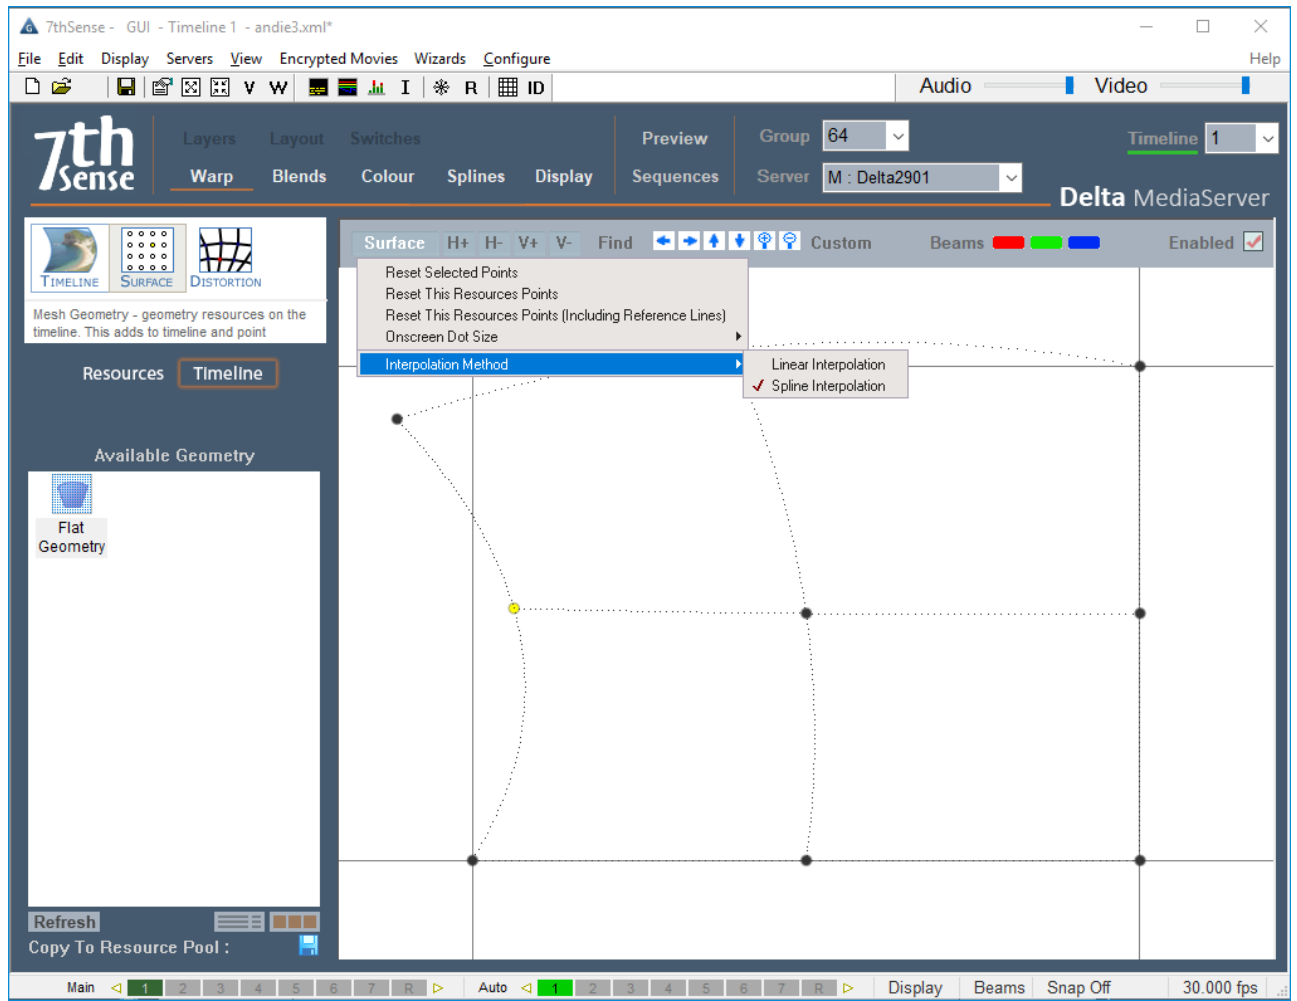 7thSense - GUI - Timeline 1 - andie3.xml*
File Edit Display Servers View Encrypted Movies Wizards Configure Help
V W I R ID Audio Video
7th Sense
Layers Layout Switches Preview Group 64 Timeline 1
Warp Blends Colour Splines Display Sequences Server M : Delta2901
Delta MediaServer
Surface H+ H- V+ V- Find Custom Beams Enabled
TIMELINE SURFACE DISTORTION
Mesh Geometry - geometry resources on the
timeline. This adds to timeline and point
Resources Timeline
Available Geometry
Flat
Geometry
Reset Selected Points
Reset This Resources Points
Reset This Resources Points (Including Reference Lines)
Onscreen Dot Size
Interpolation Method
Linear Interpolation
Spline Interpolation
Refresh
Copy To Resource Pool :
Main 1 2 3 4 5 6 7 R Auto 1 2 3 4 5 6 7 R Display Beams Snap Off 30.000 fps